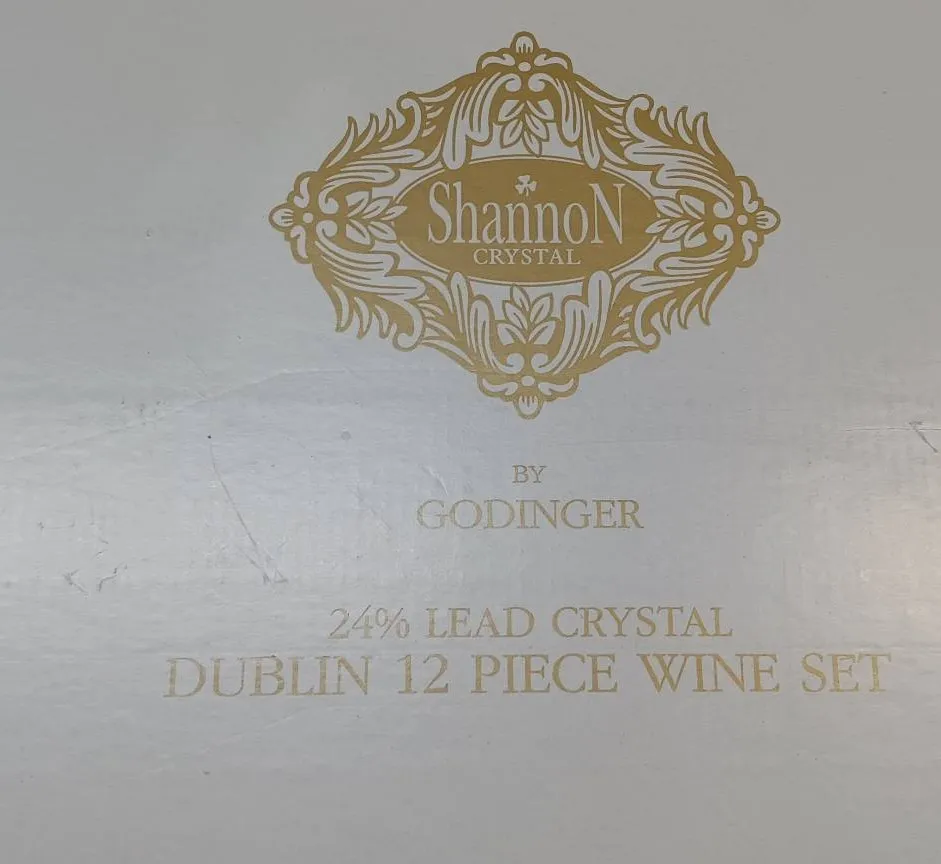 ShannoN
CRYSTAL
BY
GODINGER
24% LEAD CRYSTAL
DUBLIN 12 PIECE WINE SET